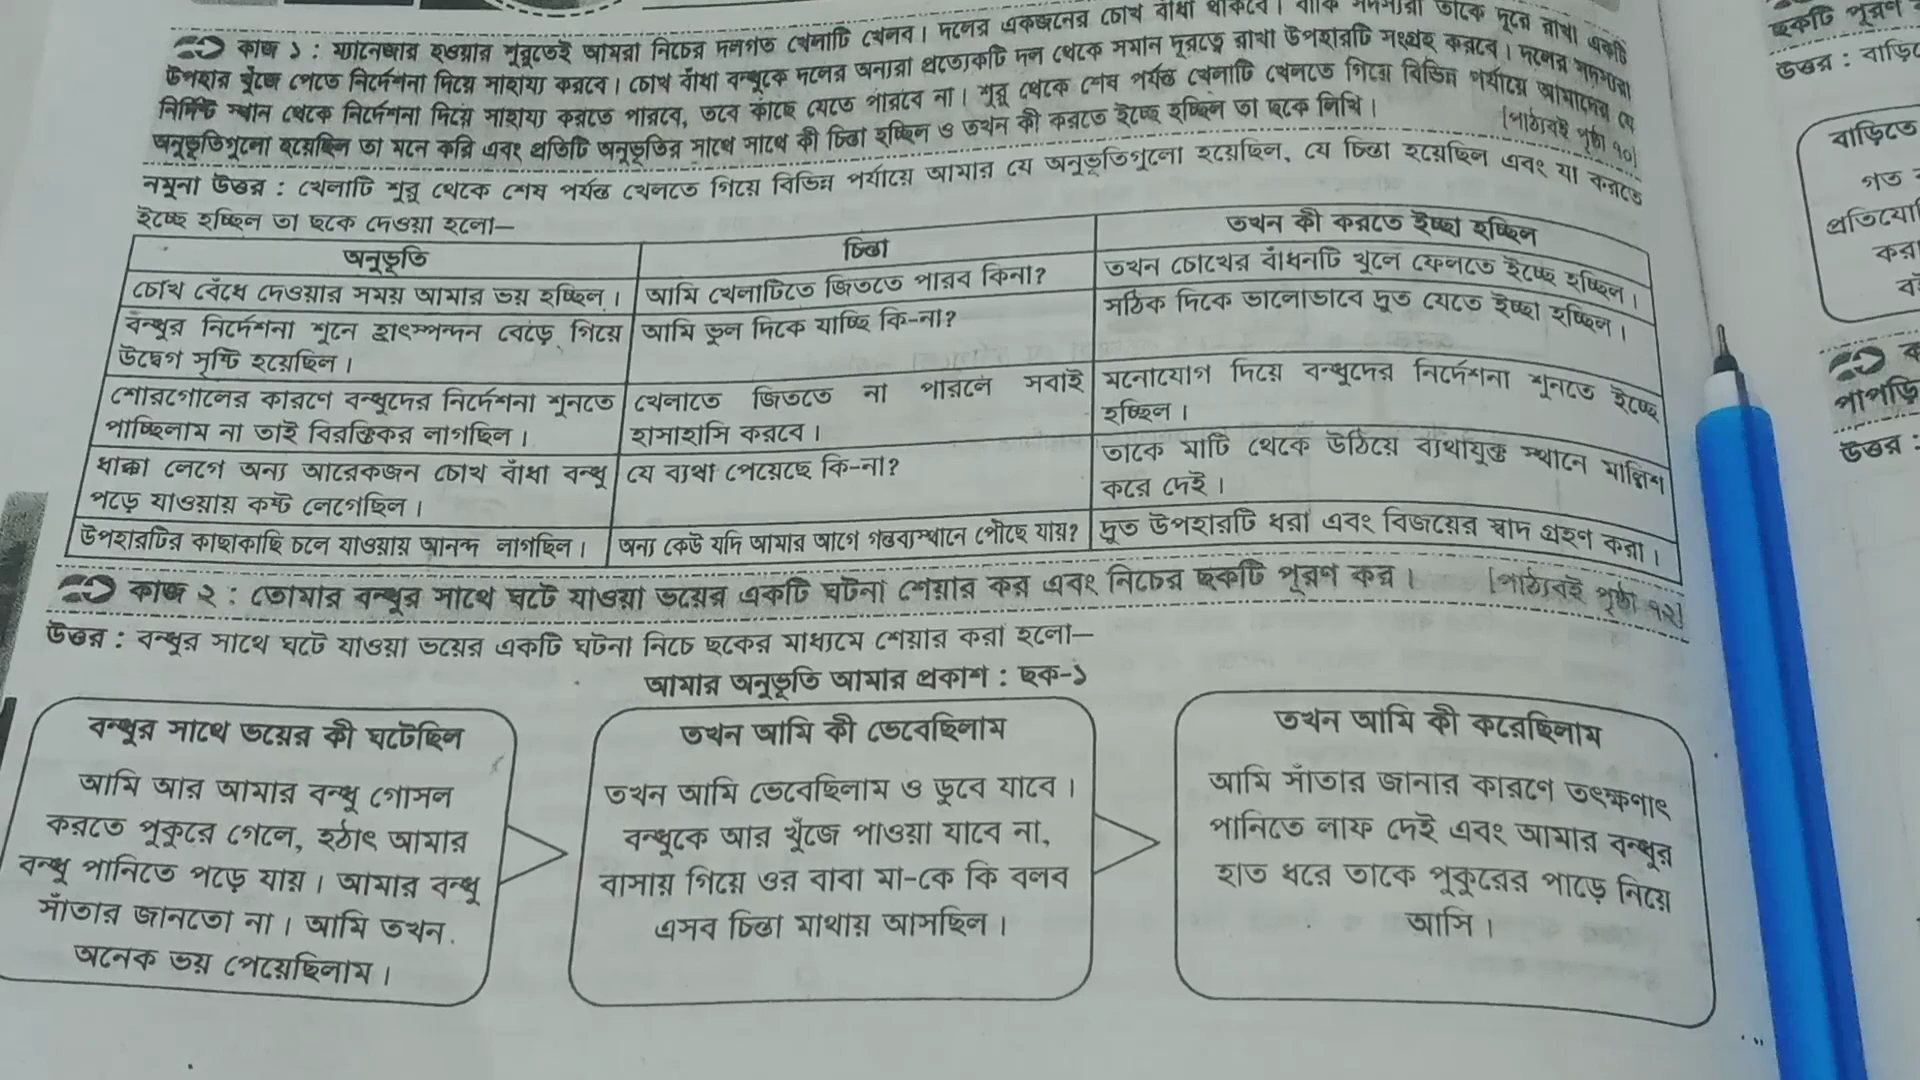 কাজ ১ : ম্যানেজার হওয়ার শুরুতেই আমরা নিচের দলগত খেলাটি খেলব। দলের একজনের চোখ বাঁধা থাকবে। বাকি সদস্যরা তাকে দূরে রাখা একটি
উপহার খুঁজে পেতে নির্দেশনা দিয়ে সাহায্য করবে। চোখ বাঁধা বন্ধুকে দলের অন্যরা প্রত্যেকটি দল থেকে সমান দূরত্বে রাখা উপহারটি সংগ্রহ করবে। দলের সদস্যরা
নির্দিষ্ট স্থান থেকে নির্দেশনা দিয়ে সাহায্য করতে পারবে, তবে কাছে যেতে পারবে না। শুরু থেকে শেষ পর্যন্ত খেলাটি খেলতে গিয়ে বিভিন্ন পর্যায়ে আমাদের যে
অনুভূতিগুলো হয়েছিল তা মনে করি এবং প্রতিটি অনুভূতির সাথে সাথে কী চিন্তা হচ্ছিল ও তখন কী করতে ইচ্ছে হচ্ছিল তা ছকে লিখি। [পাঠ্যবই পৃষ্ঠা ৭০]
নমুনা উত্তর : খেলাটি শুরু থেকে শেষ পর্যন্ত খেলতে গিয়ে বিভিন্ন পর্যায়ে আমার যে অনুভূতিগুলো হয়েছিল, যে চিন্তা হয়েছিল এবং যা করতে
ইচ্ছে হচ্ছিল তা ছকে দেওয়া হলো—
অনুভূতি চিন্তা তখন কী করতে ইচ্ছা হচ্ছিল
চোখ বেঁধে দেওয়ার সময় আমার ভয় হচ্ছিল। আমি খেলাটিতে জিততে পারব কিনা? তখন চোখের বাঁধনটি খুলে ফেলতে ইচ্ছে হচ্ছিল।
বন্ধুর নির্দেশনা শুনে হৃৎস্পন্দন বেড়ে গিয়ে আমি ভুল দিকে যাচ্ছি কি-না? সঠিক দিকে ভালোভাবে দ্রুত যেতে ইচ্ছা হচ্ছিল।
উদ্বেগ সৃষ্টি হয়েছিল।
শোরগোলের কারণে বন্ধুদের নির্দেশনা শুনতে খেলাতে জিততে না পারলে সবাই মনোযোগ দিয়ে বন্ধুদের নির্দেশনা শুনতে ইচ্ছে
পাচ্ছিলাম না তাই বিরক্তিকর লাগছিল। হাসাহাসি করবে। হচ্ছিল।
ধাক্কা লেগে অন্য আরেকজন চোখ বাঁধা বন্ধু যে ব্যথা পেয়েছে কি-না? তাকে মাটি থেকে উঠিয়ে ব্যথাযুক্ত স্থানে মালিশ
পড়ে যাওয়ায় কষ্ট লেগেছিল। করে দেই।
উপহারটির কাছাকাছি চলে যাওয়ায় আনন্দ লাগছিল। অন্য কেউ যদি আমার আগে গন্তব্যস্থানে পৌঁছে যায়? দ্রুত উপহারটি ধরা এবং বিজয়ের স্বাদ গ্রহণ করা।
কাজ ২ : তোমার বন্ধুর সাথে ঘটে যাওয়া ভয়ের একটি ঘটনা শেয়ার কর এবং নিচের ছকটি পূরণ কর। [পাঠ্যবই পৃষ্ঠা ৭২]
উত্তর : বন্ধুর সাথে ঘটে যাওয়া ভয়ের একটি ঘটনা নিচে ছকের মাধ্যমে শেয়ার করা হলো—
আমার অনুভূতি আমার প্রকাশ : ছক-১
বন্ধুর সাথে ভয়ের কী ঘটেছিল
আমি আর আমার বন্ধু গোসল
করতে পুকুরে গেলে, হঠাৎ আমার
বন্ধু পানিতে পড়ে যায়। আমার বন্ধু
সাঁতার জানতো না। আমি তখন
অনেক ভয় পেয়েছিলাম।
তখন আমি কী ভেবেছিলাম
তখন আমি ভেবেছিলাম ও ডুবে যাবে।
বন্ধুকে আর খুঁজে পাওয়া যাবে না,
বাসায় গিয়ে ওর বাবা মা-কে কি বলব
এসব চিন্তা মাথায় আসছিল।
তখন আমি কী করেছিলাম
আমি সাঁতার জানার কারণে তৎক্ষণাৎ
পানিতে লাফ দেই এবং আমার বন্ধুর
হাত ধরে তাকে পুকুরের পাড়ে নিয়ে
আসি।
ছকটি পূরণ
উত্তর : বাড়িতে
বাড়িতে
গত
উত্তর :